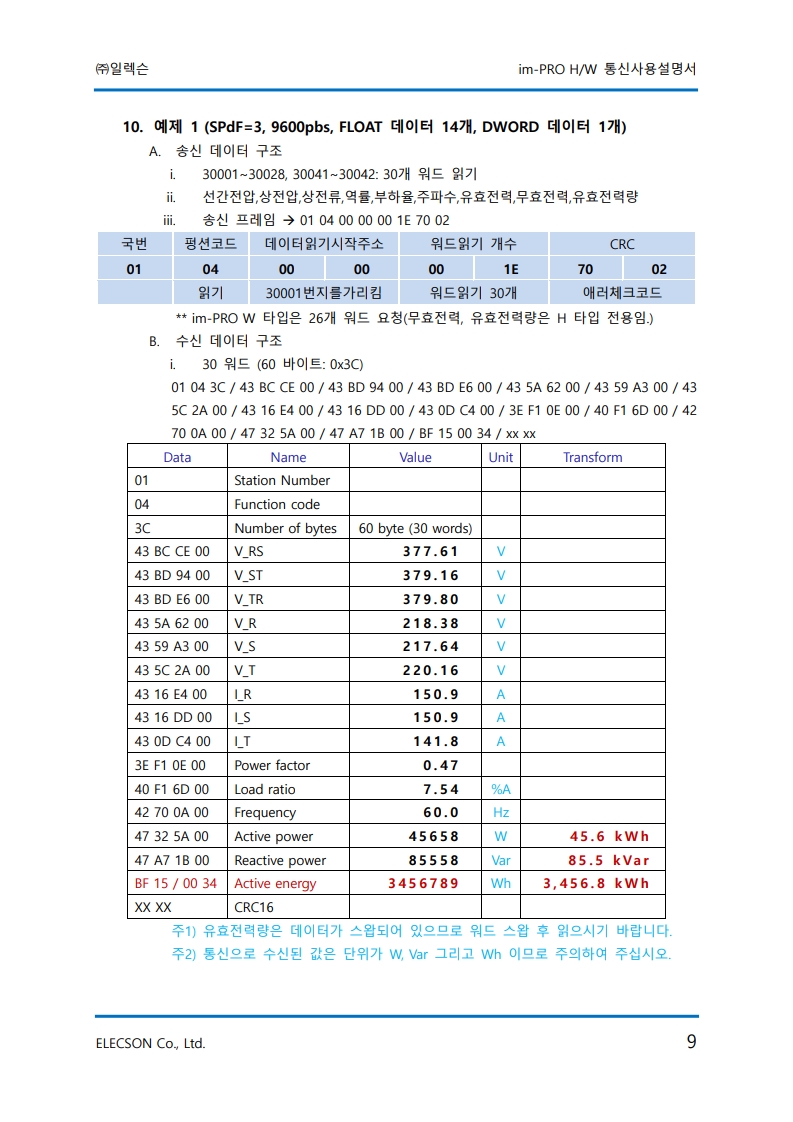 ㈜일렉슨 im-PRO H/W 통신사용설명서
10. 예제 1 (SPdF=3, 9600pbs, FLOAT 데이터 14개, DWORD 데이터 1개)
A. 송신 데이터 구조
i. 30001~30028, 30041~30042: 30개 워드 읽기
ii. 선간전압,상전압,상전류,역률,부하율,주파수,유효전력,무효전력,유효전력량
iii. 송신 프레임 → 01 04 00 00 00 1E 70 02
국번 펑션코드 데이터읽기시작주소 워드읽기 개수 CRC
01 04 00 00 00 1E 70 02
읽기 30001번지를가리킴 워드읽기 30개 애러체크코드
** im-PRO W 타입은 26개 워드 요청(무효전력, 유효전력량은 H 타입 전용임.)
B. 수신 데이터 구조
i. 30 워드 (60 바이트: 0x3C)
01 04 3C / 43 BC CE 00 / 43 BD 94 00 / 43 BD E6 00 / 43 5A 62 00 / 43 59 A3 00 / 43
5C 2A 00 / 43 16 E4 00 / 43 16 DD 00 / 43 0D C4 00 / 3E F1 0E 00 / 40 F1 6D 00 / 42
70 0A 00 / 47 32 5A 00 / 47 A7 1B 00 / BF 15 00 34 / xx xx
Data Name Value Unit Transform
01 Station Number
04 Function code
3C Number of bytes 60 byte (30 words)
43 BC CE 00 V_RS 377.61 V
43 BD 94 00 V_ST 379.16 V
43 BD E6 00 V_TR 379.80 V
43 5A 62 00 V_R 218.38 V
43 59 A3 00 V_S 217.64 V
43 5C 2A 00 V_T 220.16 V
43 16 E4 00 I_R 150.9 A
43 16 DD 00 I_S 150.9 A
43 0D C4 00 I_T 141.8 A
3E F1 0E 00 Power factor 0.47
40 F1 6D 00 Load ratio 7.54 %A
42 70 0A 00 Frequency 60.0 Hz
47 32 5A 00 Active power 45658 W 45.6 kWh
47 A7 1B 00 Reactive power 85558 Var 85.5 kVar
BF 15 / 00 34 Active energy 3456789 Wh 3,456.8 kWh
XX XX CRC16
주1) 유효전력량은 데이터가 스왑되어 있으므로 워드 스왑 후 읽으시기 바랍니다.
주2) 통신으로 수신된 값은 단위가 W, Var 그리고 Wh 이므로 주의하여 주십시오.
ELECSON Co., Ltd. 9